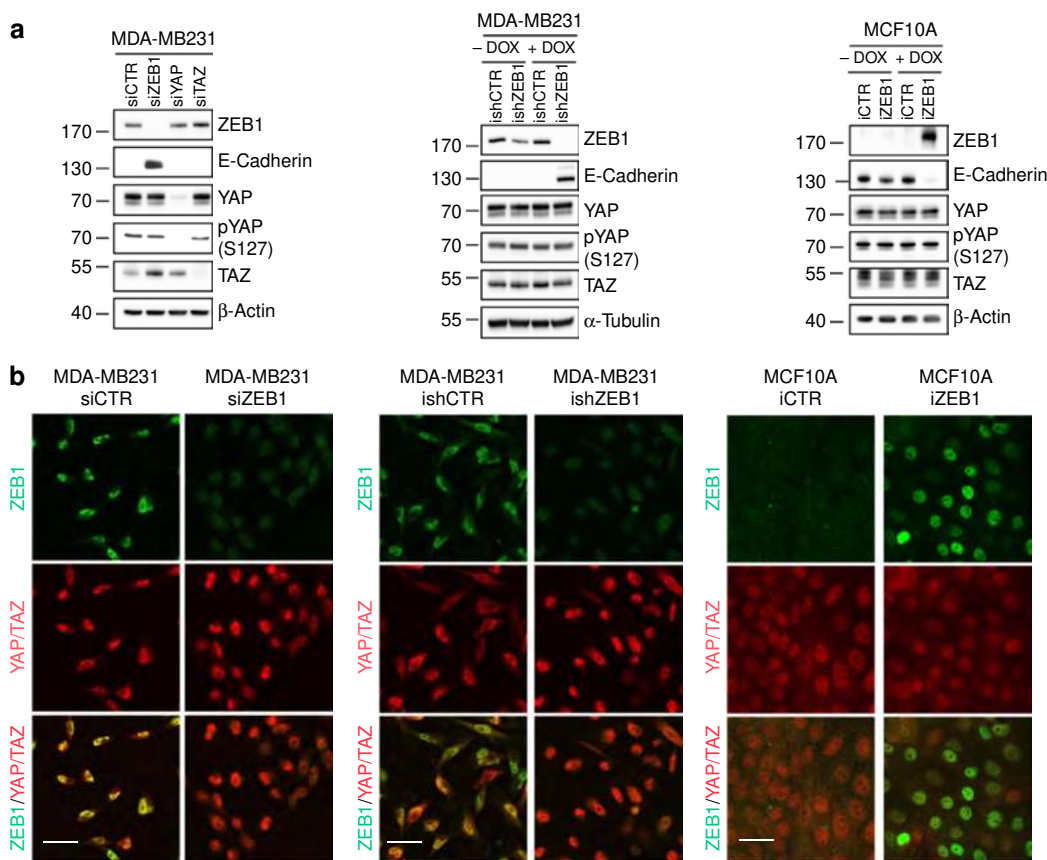 a
MDA-MB231
siCTR siZEB1 siYAP siTAZ
170 ZEB1
130 E-Cadherin
70 YAP
70 pYAP (S127)
55 TAZ
40 β-Actin
MDA-MB231
– DOX + DOX
ishCTR ishZEB1 ishCTR ishZEB1
170 ZEB1
130 E-Cadherin
70 YAP
70 pYAP (S127)
55 TAZ
55 α-Tubulin
MCF10A
– DOX + DOX
iCTR iZEB1 iCTR iZEB1
170 ZEB1
130 E-Cadherin
70 YAP
70 pYAP (S127)
55 TAZ
40 β-Actin
b
MDA-MB231 siCTR
MDA-MB231 siZEB1
ZEB1
YAP/TAZ
ZEB1/YAP/TAZ
MDA-MB231 ishCTR
MDA-MB231 ishZEB1
ZEB1
YAP/TAZ
ZEB1/YAP/TAZ
MCF10A iCTR
MCF10A iZEB1
ZEB1
YAP/TAZ
ZEB1/YAP/TAZ